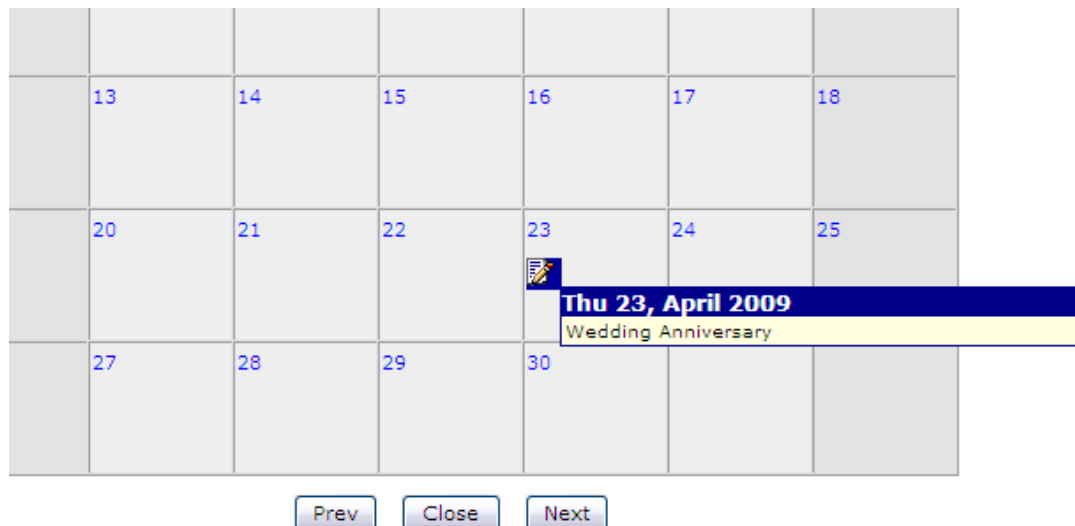 13 14 15 16 17 18
20 21 22 23 24 25
Thu 23, April 2009
Wedding Anniversary
27 28 29 30
Prev Close Next